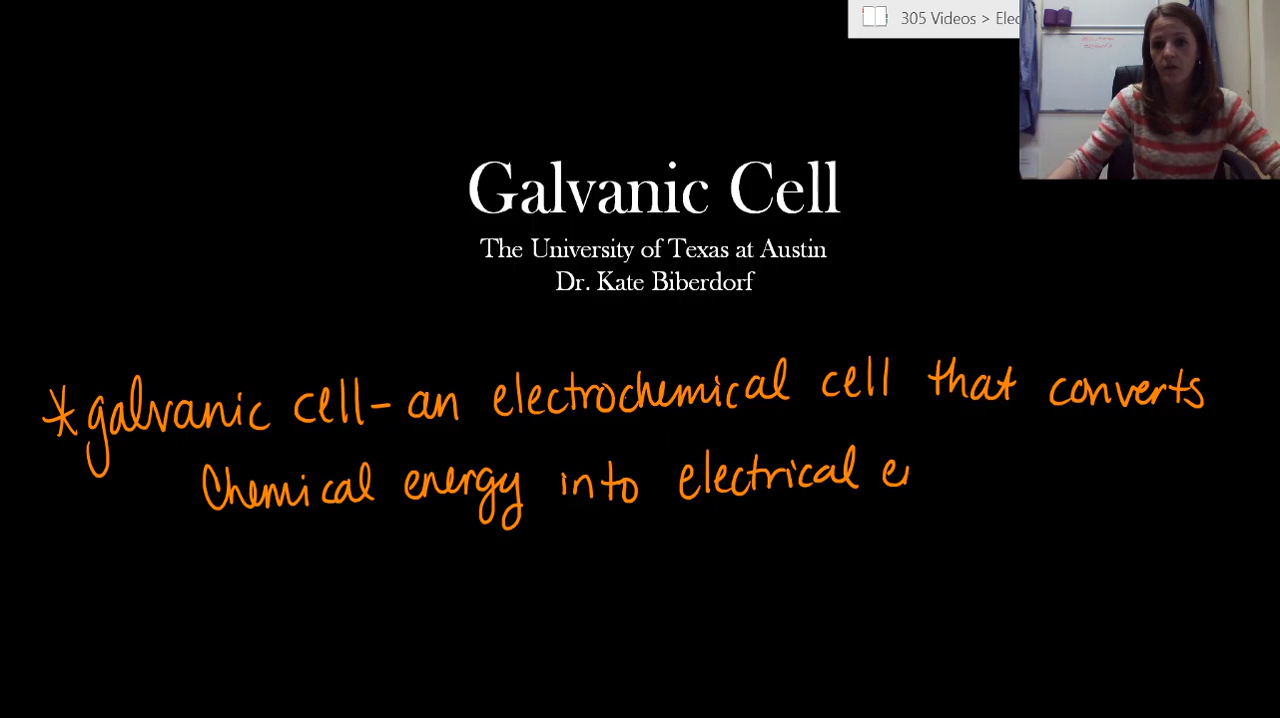 305 Videos > Elec
Galvanic Cell
The University of Texas at Austin
Dr. Kate Biberdorf
*galvanic cell - an electrochemical cell that converts
chemical energy into electrical e